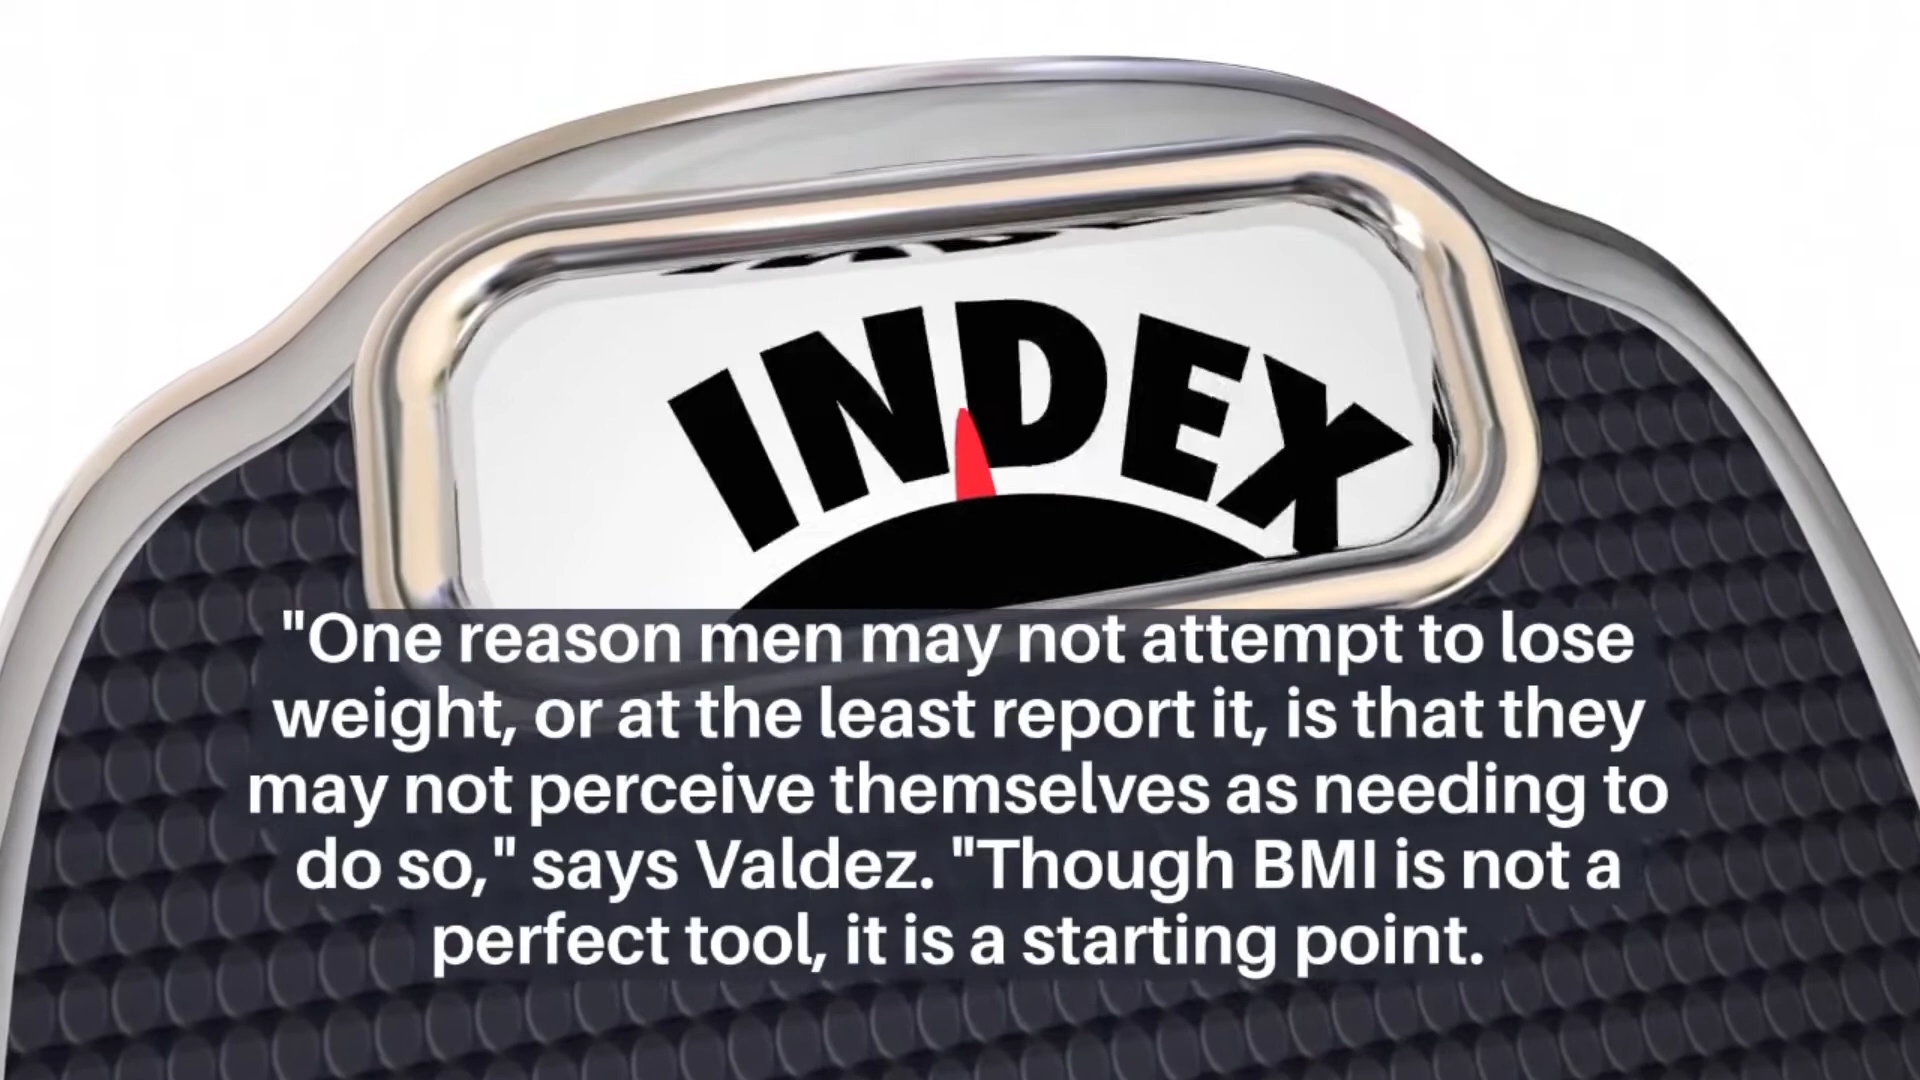 INDEX
"One reason men may not attempt to lose
weight, or at the least report it, is that they
may not perceive themselves as needing to
do so," says Valdez. "Though BMI is not a
perfect tool, it is a starting point.